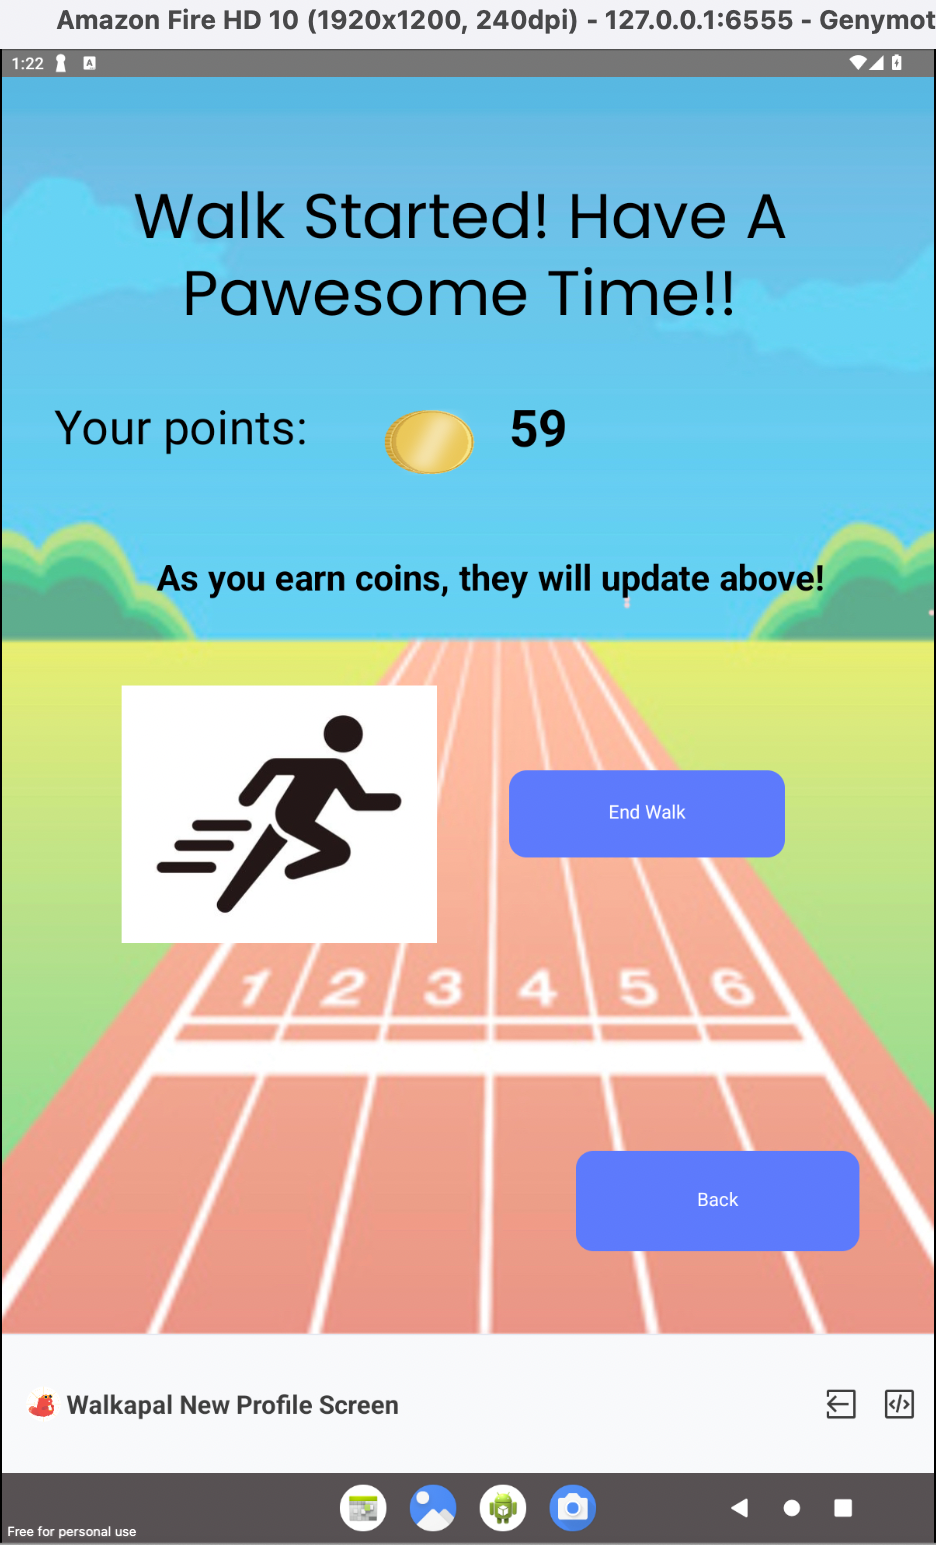 Amazon Fire HD 10 (1920x1200, 240dpi) - 127.0.0.1:6555 - Genymot
1:22 A
Walk Started! Have A
Pawesome Time!!
Your points: 59
As you earn coins, they will update above!
End Walk
1 2 3 4 5 6
Back
Walkapal New Profile Screen
Free for personal use